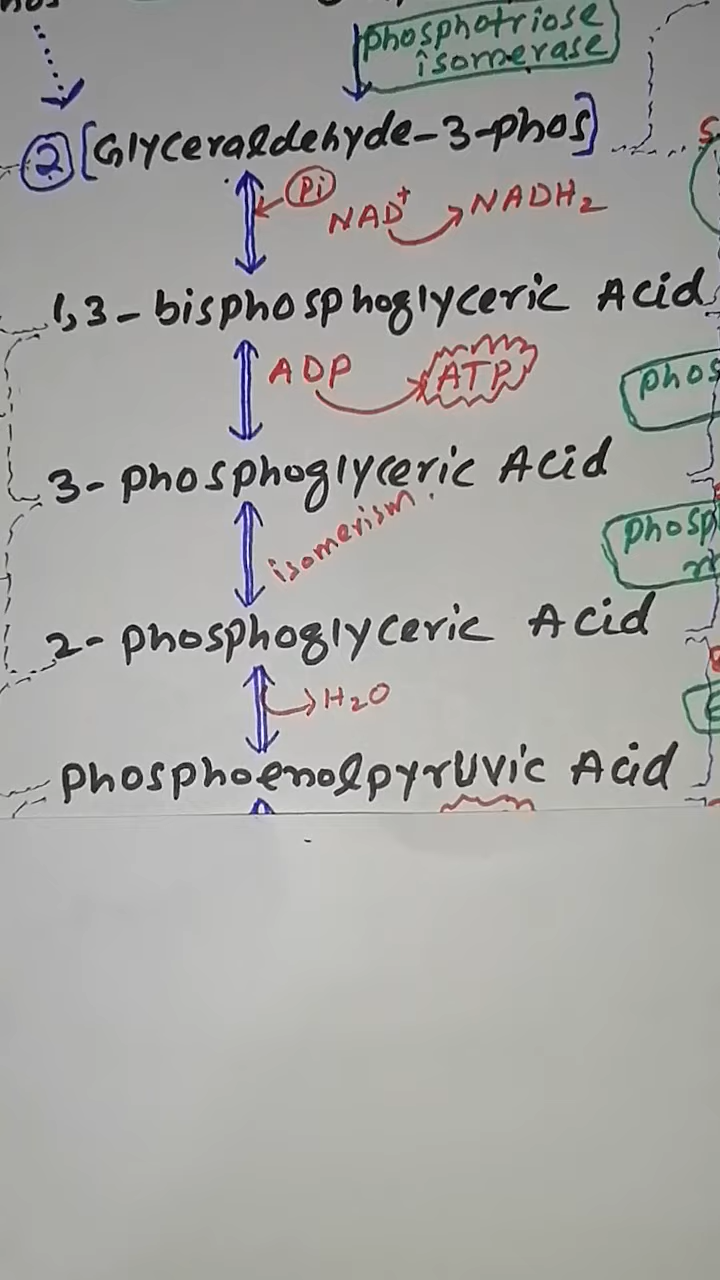 phosphotriose
isomerase
② [Glyceraldehyde-3-phos]
Pi
NAD⁺ → NADH₂
1,3-bisphosphoglyceric Acid
ADP → ATP
3-phosphoglyceric Acid
isomerism.
2-phosphoglyceric Acid
H₂O
phosphoenolpyruvic Acid